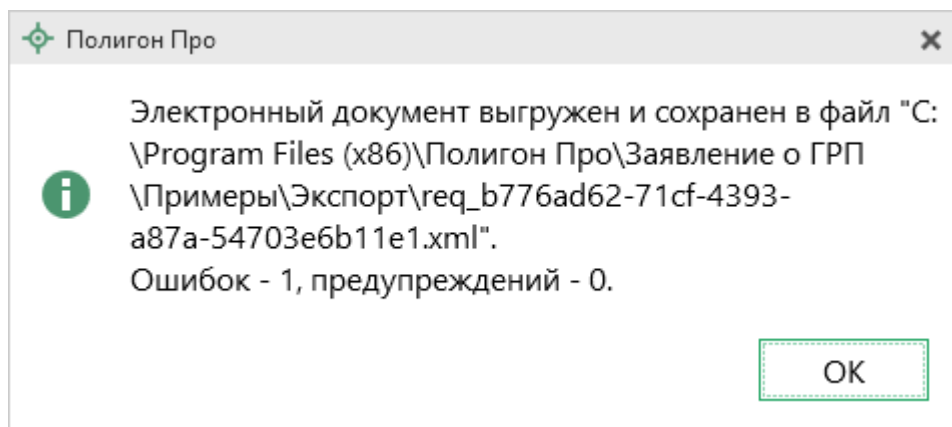 Полигон Про
Электронный документ выгружен и сохранен в файл "C:
\Program Files (x86)\Полигон Про\Заявление о ГРП
\Примеры\Экспорт\req_b776ad62-71cf-4393-
a87a-54703e6b11e1.xml".
Ошибок - 1, предупреждений - 0.
OK